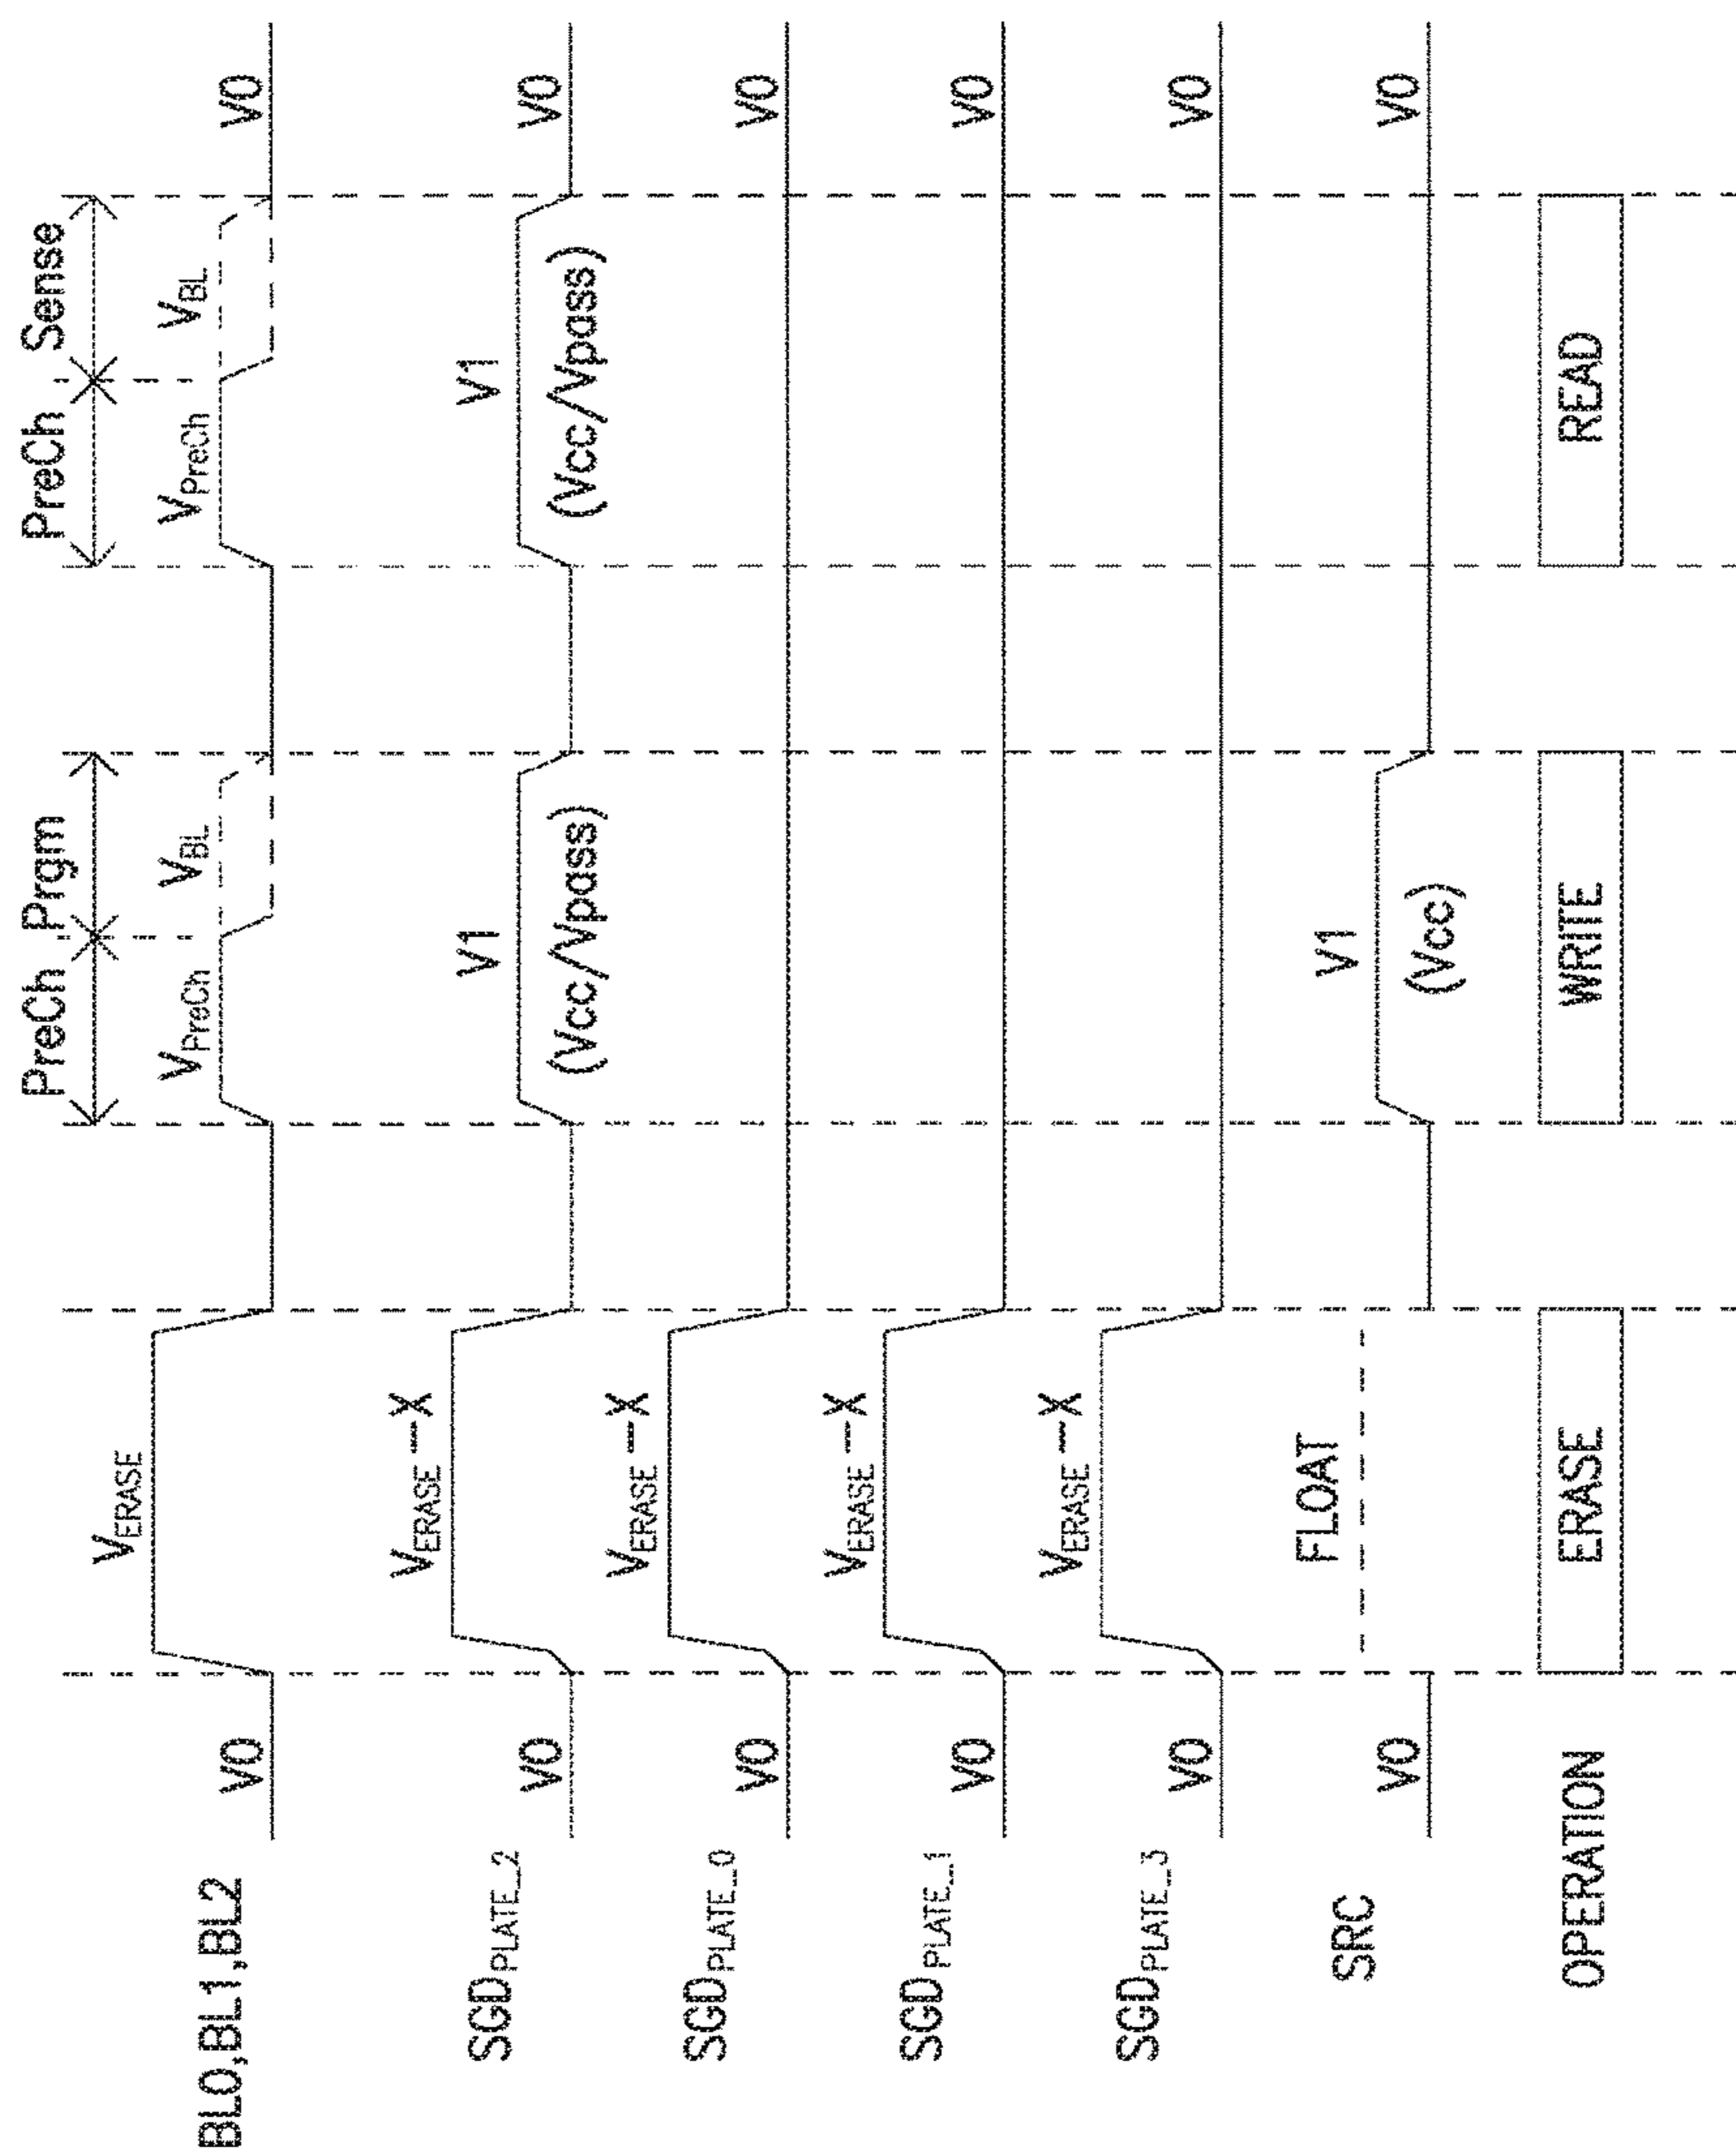 PreCh Prgm PreCh Sense
BL0,BL1,BL2 V0 VERASE VPreCh VBL VPreCh VBL V0
SGDPLATE_2 V0 VERASE –X V1 (Vcc/Vpass) V1 (Vcc/Vpass) V0
SGDPLATE_0 V0 VERASE –X V0
SGDPLATE_1 V0 VERASE –X V0
SGDPLATE_3 V0 VERASE –X V0
SRC V0 FLOAT V1 (Vcc) V0
OPERATION ERASE WRITE READ